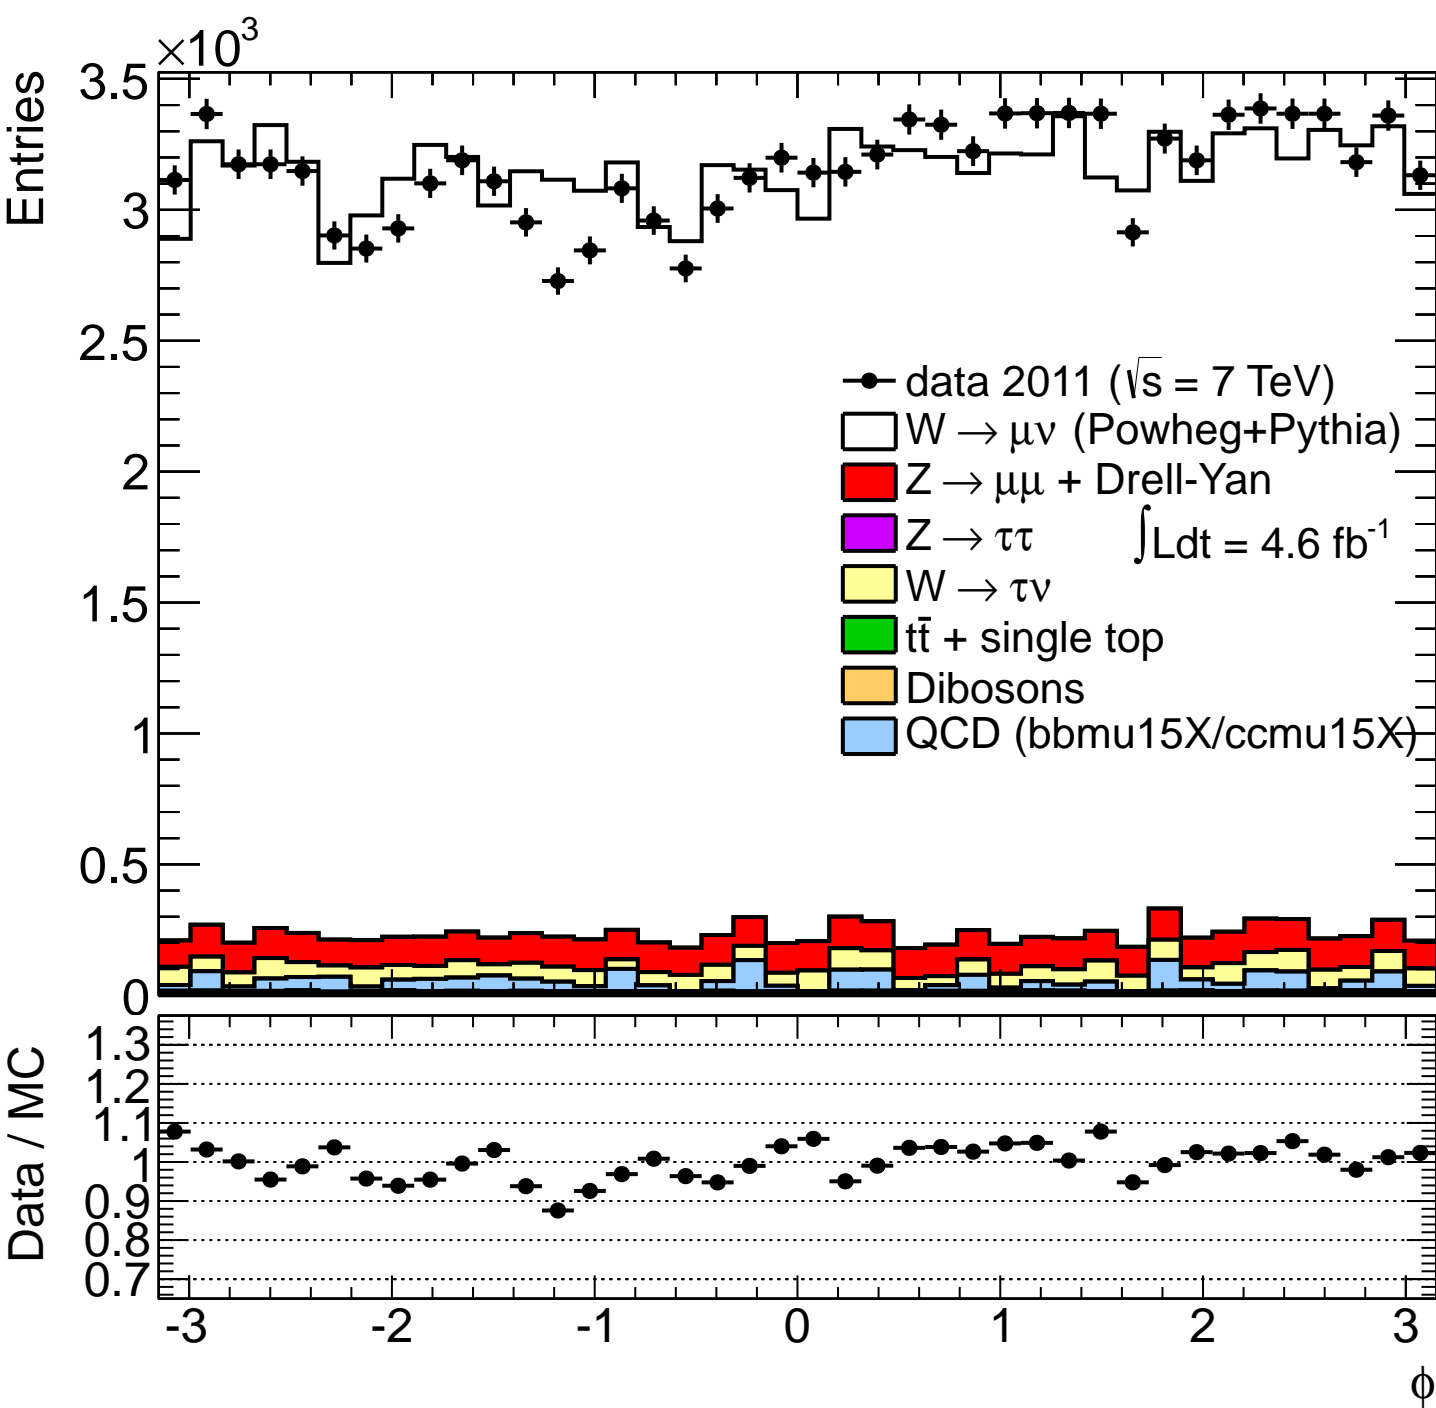 ×10³
Entries
3.5
3
2.5
2
1.5
1
0.5
0
data 2011 (√s = 7 TeV)
W → μν (Powheg+Pythia)
Z → μμ + Drell-Yan
Z → ττ
∫Ldt = 4.6 fb⁻¹
W → τν
tt̄ + single top
Dibosons
QCD (bbmu15X/ccmu15X)
Data / MC
1.3
1.2
1.1
1
0.9
0.8
0.7
-3 -2 -1 0 1 2 3
ϕ